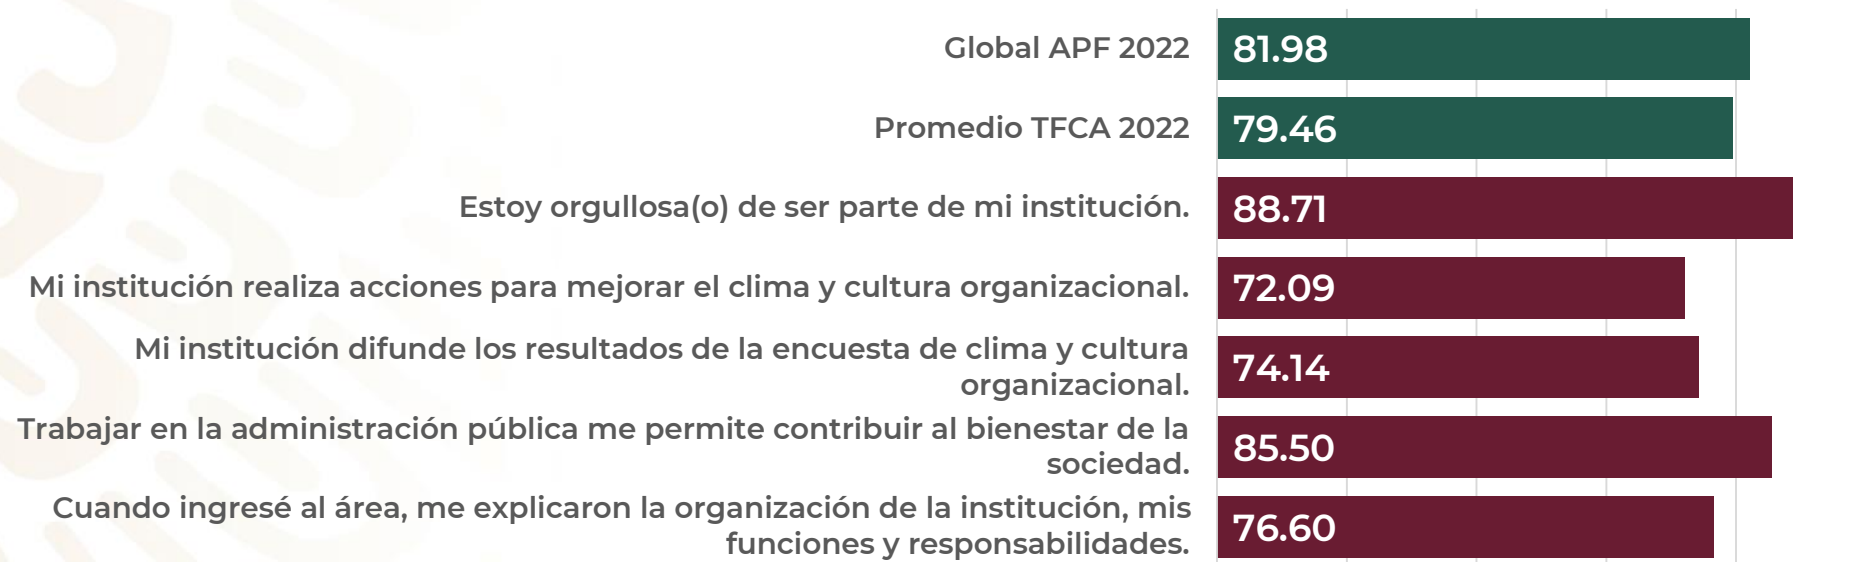 Global APF 2022 81.98
Promedio TFCA 2022 79.46
Estoy orgullosa(o) de ser parte de mi institución. 88.71
Mi institución realiza acciones para mejorar el clima y cultura organizacional. 72.09
Mi institución difunde los resultados de la encuesta de clima y cultura
organizacional. 74.14
Trabajar en la administración pública me permite contribuir al bienestar de la
sociedad. 85.50
Cuando ingresé al área, me explicaron la organización de la institución, mis
funciones y responsabilidades. 76.60